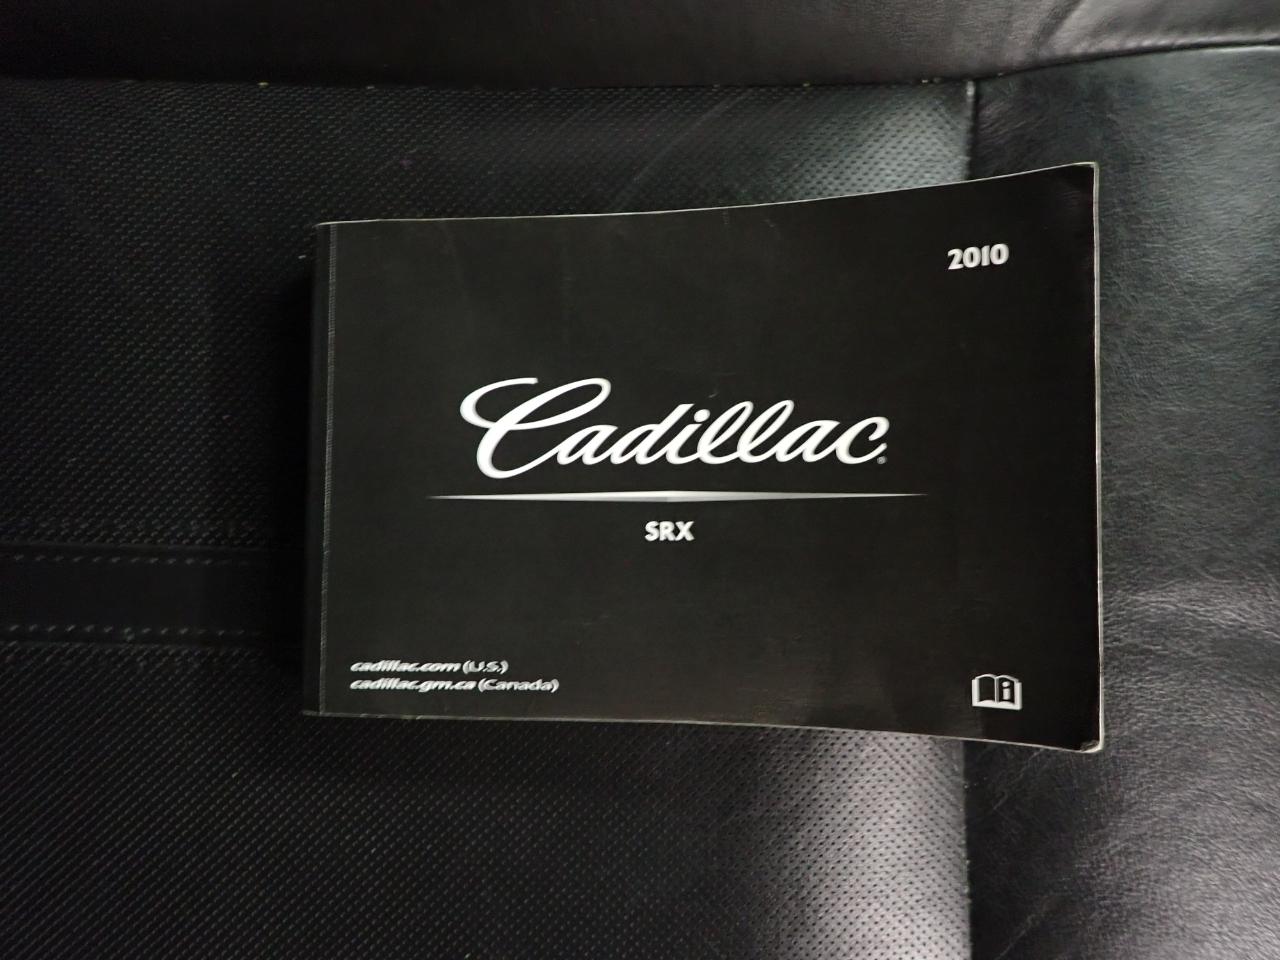 2010
Cadillac®
SRX
cadillac.com (U.S.)
cadillac.gm.ca (Canada)
i